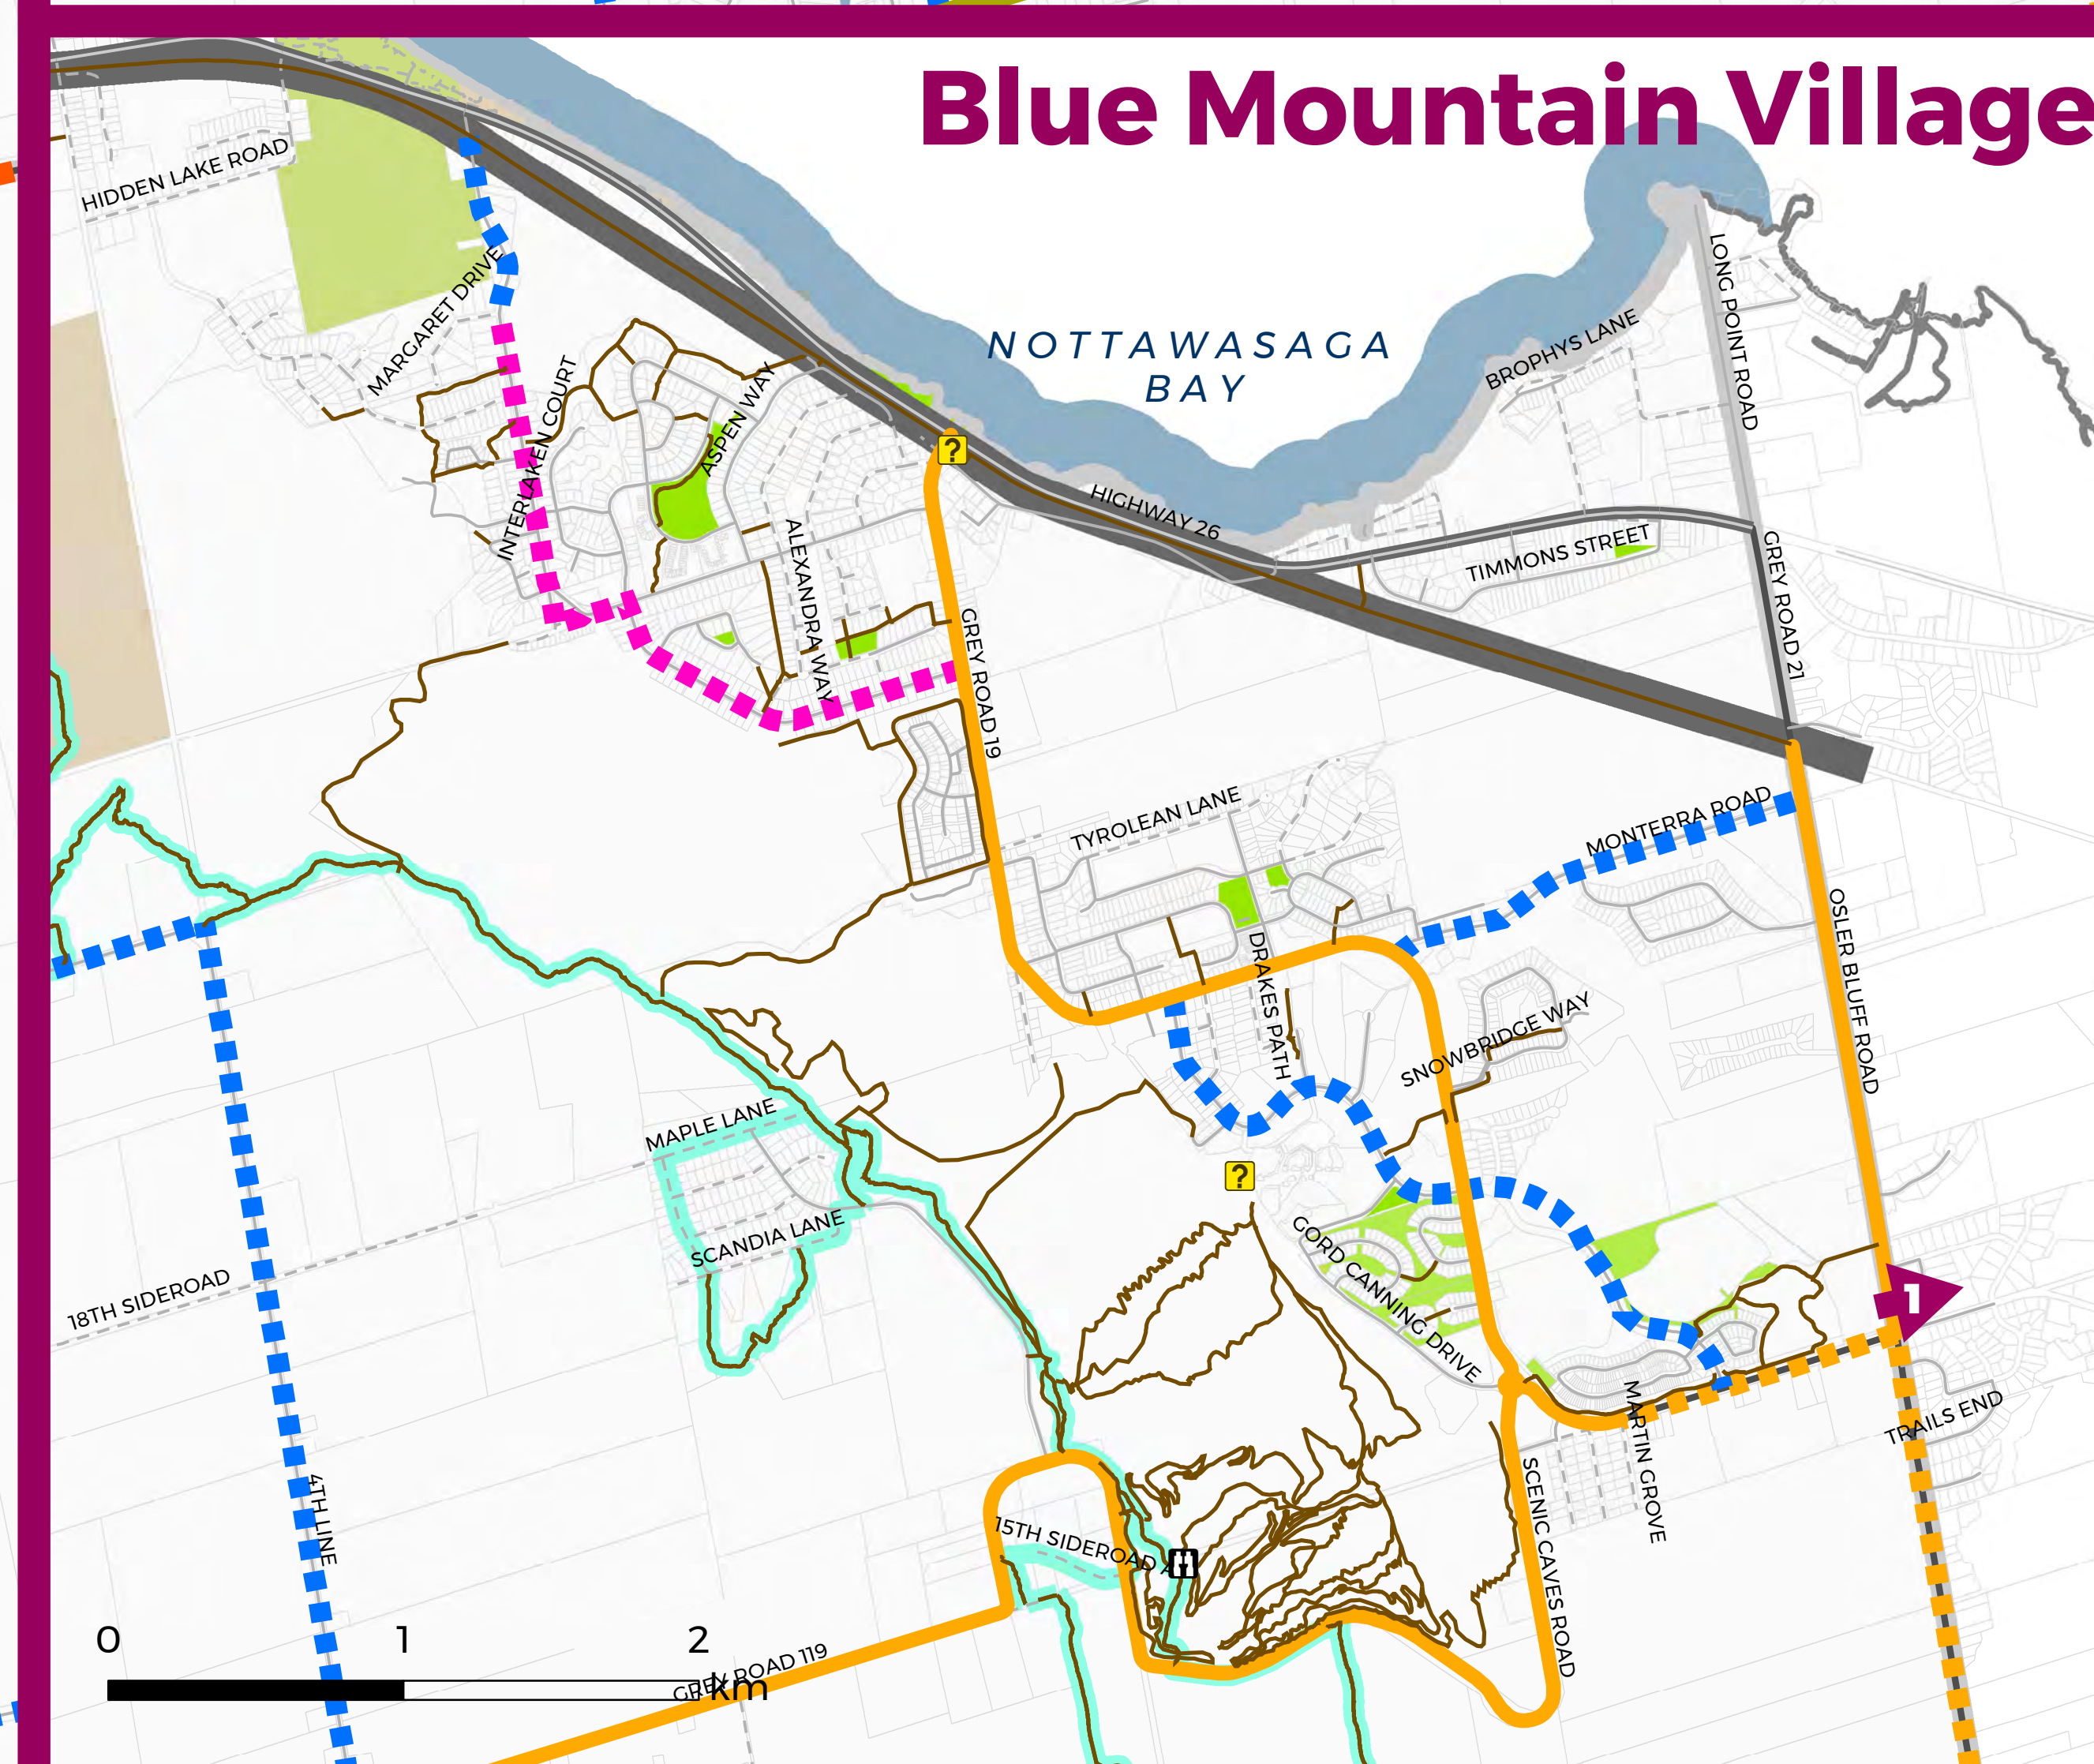 Blue Mountain Village
HIDDEN LAKE ROAD
MARGARET DRIVE
INTERLAKEN COURT
ASPEN WAY
ALEXANDRA WAY
?
NOTTAWASAGA
BAY
HIGHWAY 26
BROPHYS LANE
LONG POINT ROAD
TIMMONS STREET
GREY ROAD 21
GREY ROAD 19
TYROLEAN LANE
MONTERRA ROAD
OSLER BLUFF ROAD
DRAKES PATH
SNOWBRIDGE WAY
MAPLE LANE
SCANDIA LANE
?
GORD CANNING DRIVE
18TH SIDEROAD
1
TRAILS END
MARTIN GROVE
SCENIC CAVES ROAD
4TH LINE
15TH SIDEROAD
GREY ROAD 119
0 1 2
km